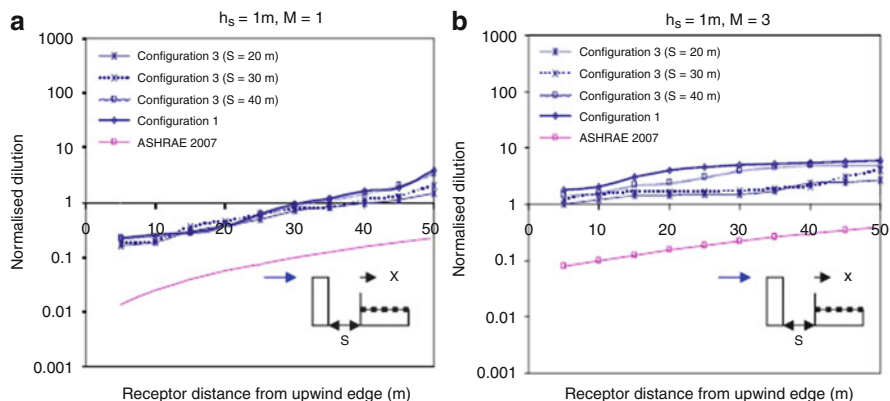 a
h_s = 1m, M = 1
1000
100
10
1
0.1
0.01
0.001
Normalised dilution
Configuration 3 (S = 20 m)
Configuration 3 (S = 30 m)
Configuration 3 (S = 40 m)
Configuration 1
ASHRAE 2007
0 10 20 30 40 50
X
S
Receptor distance from upwind edge (m)
b
h_s = 1m, M = 3
1000
100
10
1
0.1
0.01
0.001
Normalised dilution
Configuration 3 (S = 20 m)
Configuration 3 (S = 30 m)
Configuration 3 (S = 40 m)
Configuration 1
ASHRAE 2007
0 10 20 30 40 50
x
S
Receptor distance from upwind edge (m)